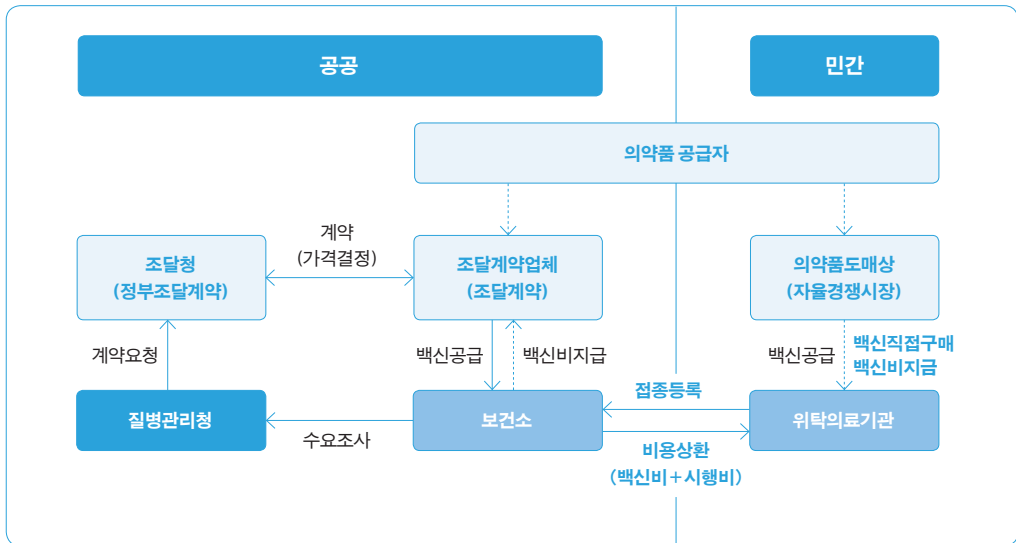 공공
민간
의약품 공급자
계약
(가격결정)
조달청
(정부조달계약)
조달계약업체
(조달계약)
의약품도매상
(자율경쟁시장)
계약요청
백신공급
백신비지급
백신공급
백신직접구매
백신비지금
접종등록
질병관리청
수요조사
보건소
위탁의료기관
비용상환
(백신비+시행비)